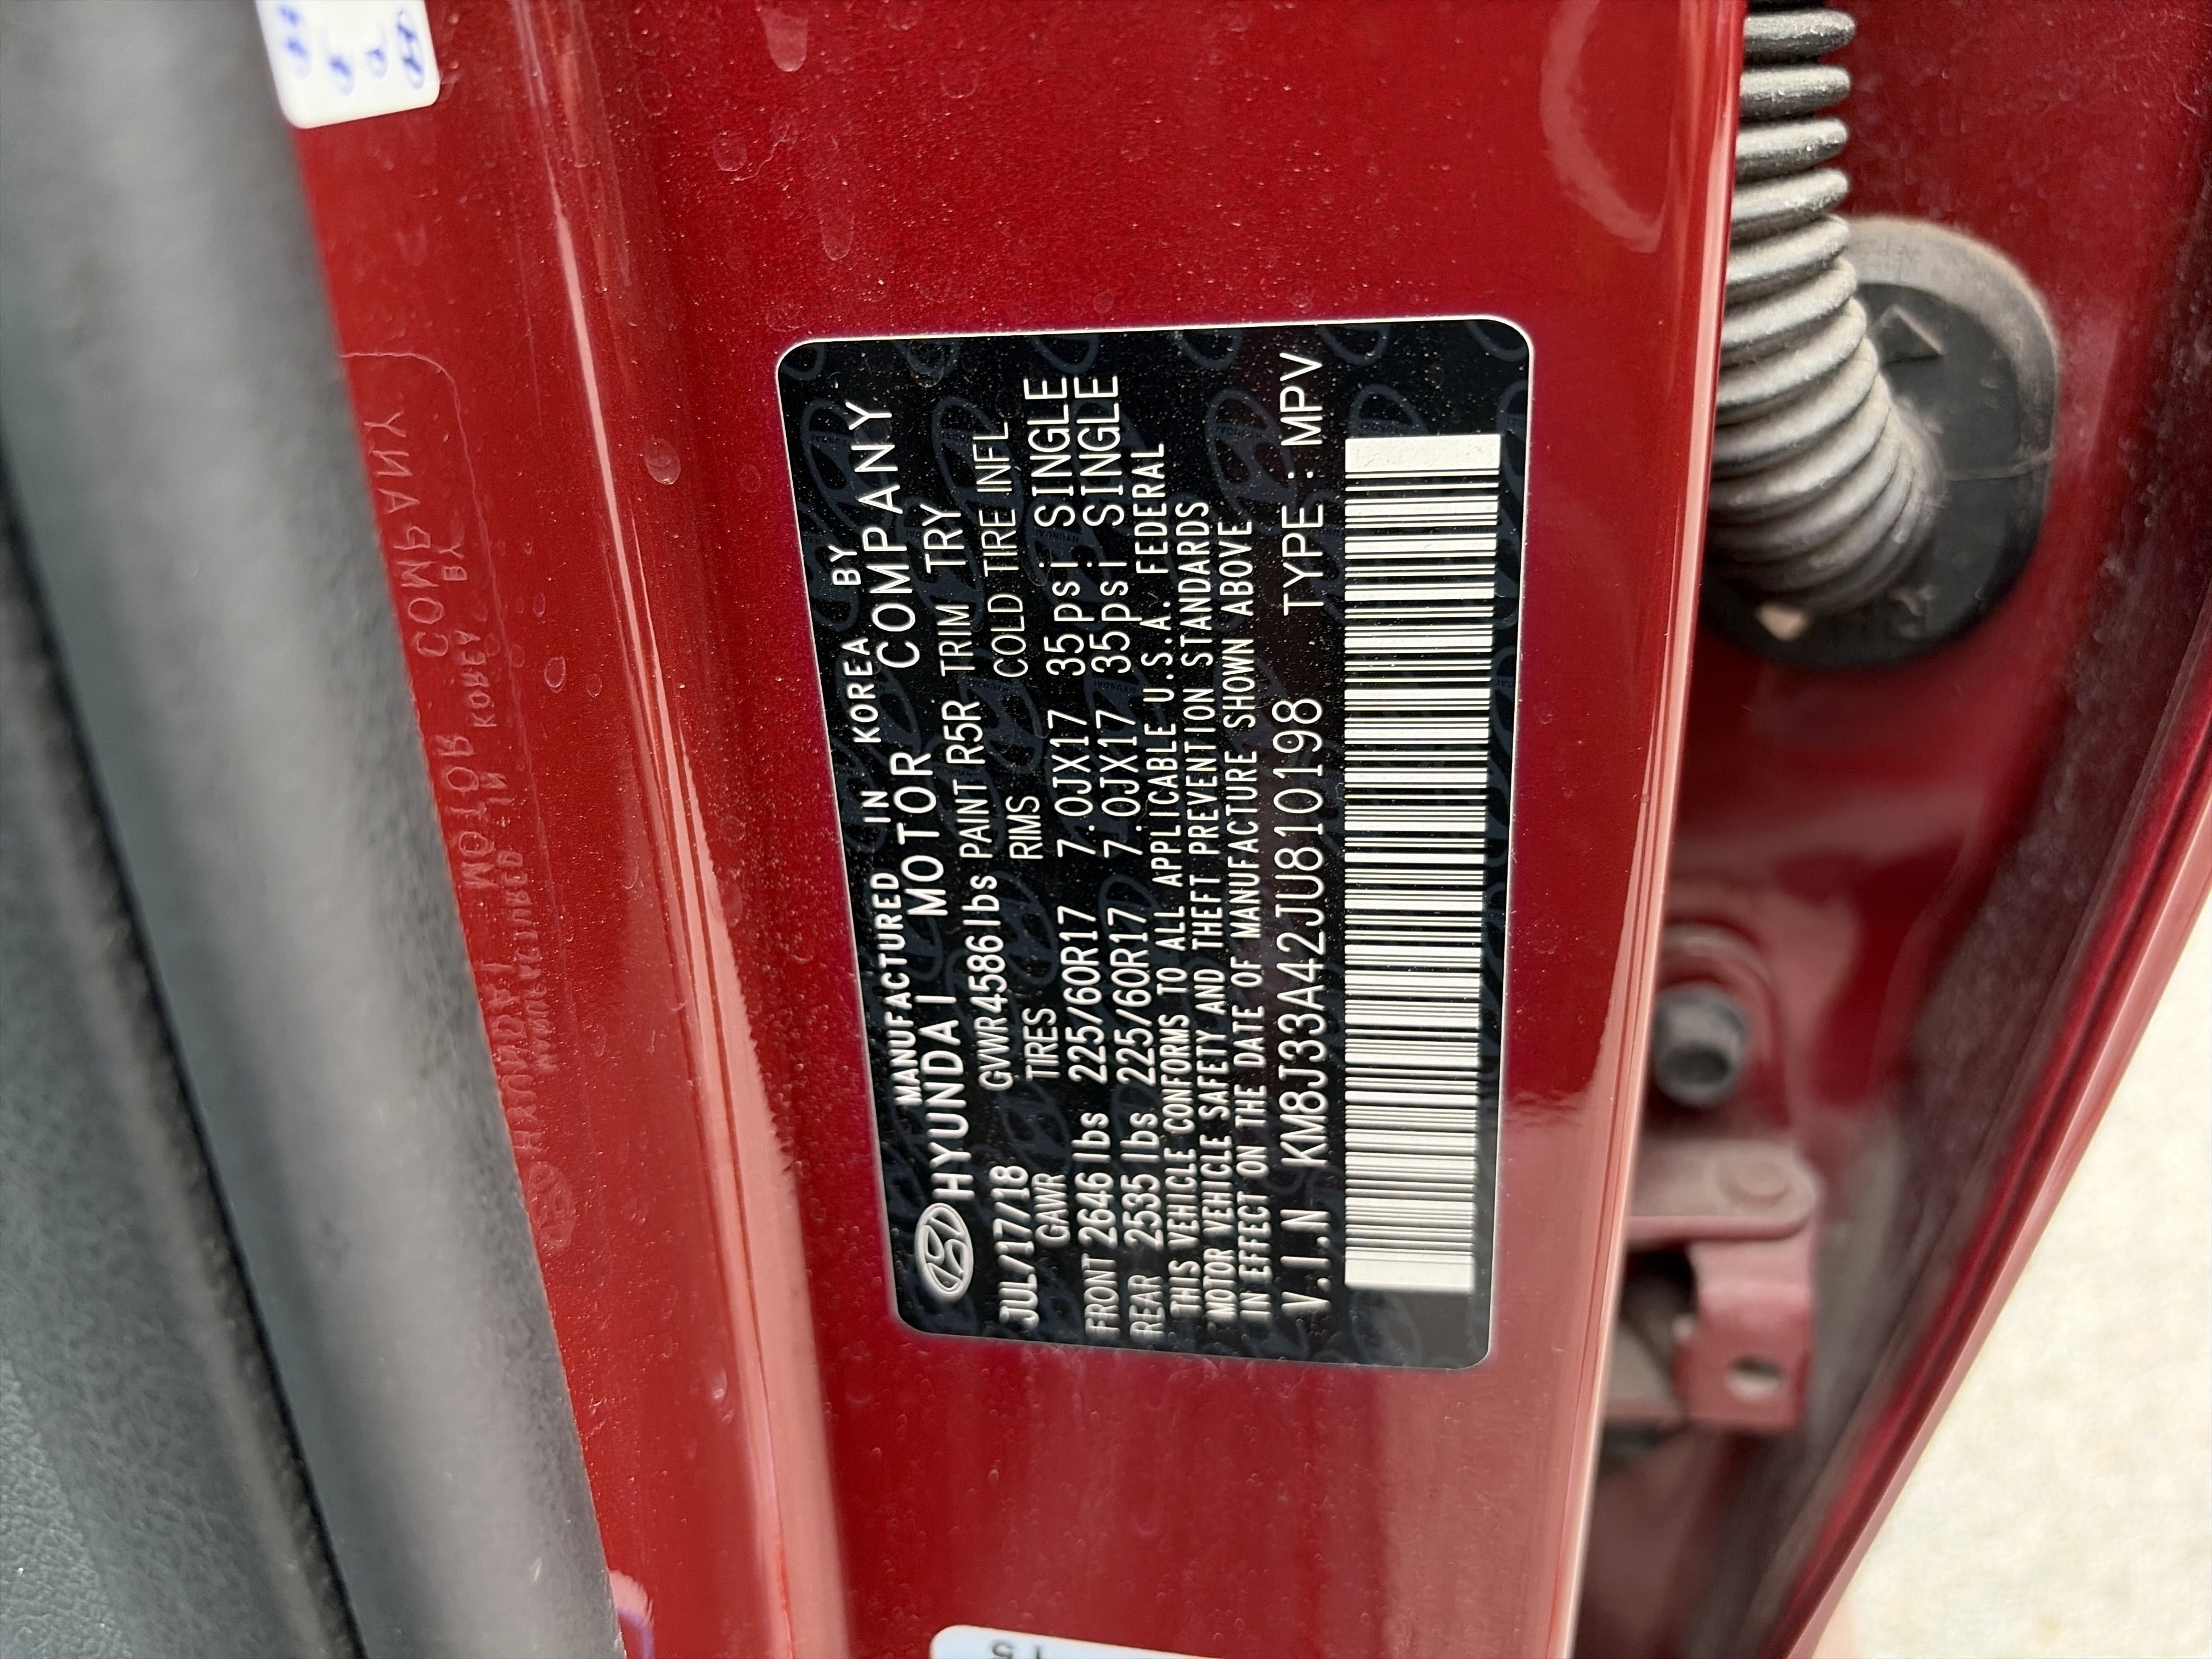 MANUFACTURED IN KOREA BY
HYUNDAI MOTOR COMPANY
JUL/17/18 GVWR 4586lbs PAINT R5R TRIM TRY
GAWR TIRES RIMS COLD TIRE INFL
FRONT 2646 lbs 225/60R17 7.0JX17 35psi SINGLE
REAR 2535 lbs 225/60R17 7.0JX17 35psi SINGLE
THIS VEHICLE CONFORMS TO ALL APPLICABLE U.S.A. FEDERAL
MOTOR VEHICLE SAFETY AND THEFT PREVENTION STANDARDS
IN EFFECT ON THE DATE OF MANUFACTURE SHOWN ABOVE
V.I.N KM8J33A42JU810198 TYPE : MPV